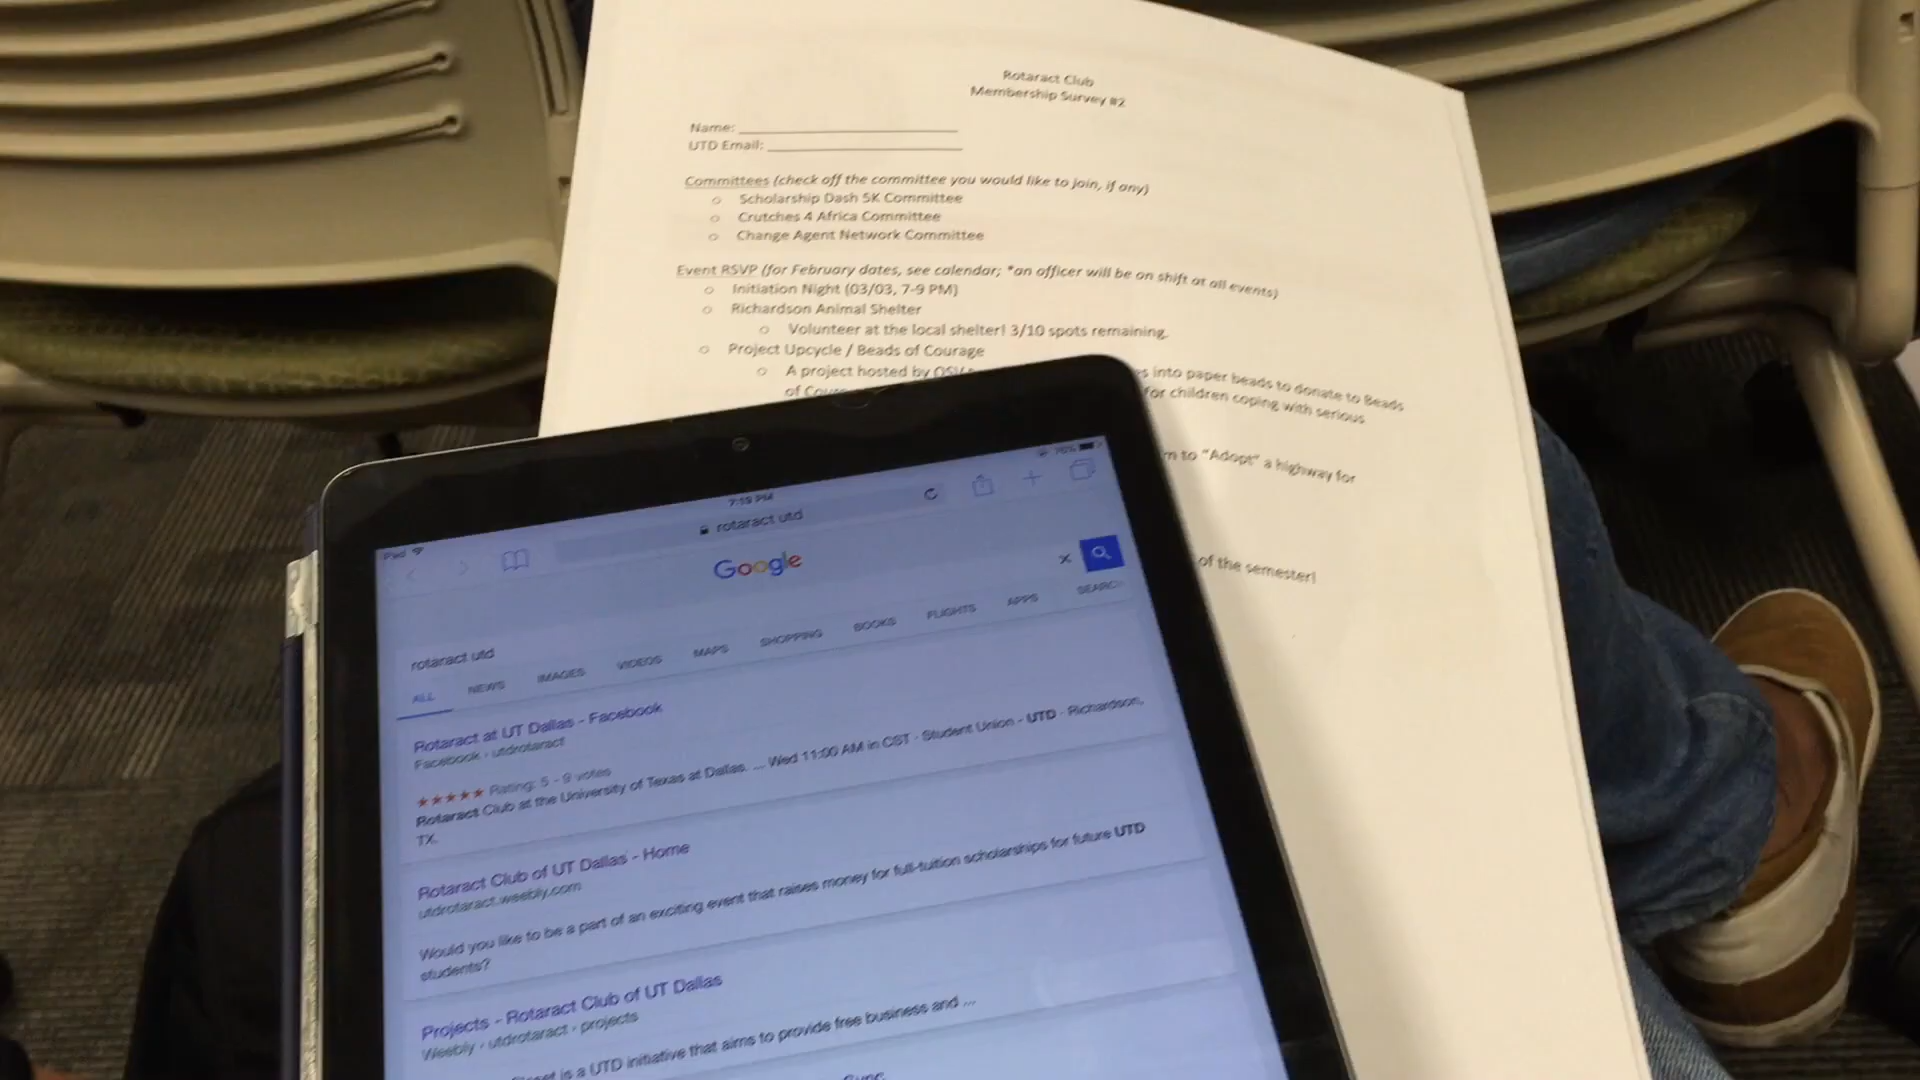 Rotaract Club
Membership Survey #2
Name:
UTD Email:
Committees (check off the committee you would like to join, if any)
Scholarship Dash 5K Committee
Crutches 4 Africa Committee
Change Agent Network Committee
Event RSVP (for February dates, see calendar; *an officer will be on shift at all events)
Initiation Night (03/03, 7-9 PM)
Richardson Animal Shelter
Volunteer at the local shelter! 3/10 spots remaining.
Project Upcycle / Beads of Courage
A project hosted by into paper beads to donate to Beads
of for children coping with serious
to "Adopt" a highway for
of the semester!
iPad 7:19 PM 76%
rotaract utd
Google
rotaract utd
ALL NEWS IMAGES VIDEOS MAPS SHOPPING BOOKS FLIGHTS APPS
Rotaract at UT Dallas - Facebook
Facebook › utdrotaract
★★★★★ Rating: 5 - 9 votes
Rotaract Club at the University of Texas at Dallas. ... Wed 11:00 AM in CST · Student Union - UTD · Richardson,
TX.
Rotaract Club of UT Dallas - Home
utdrotaract.weebly.com
Would you like to be a part of an exciting event that raises money for full-tuition scholarships for future UTD
students?
Projects - Rotaract Club of UT Dallas
Weebly › utdrotaract › projects
is a UTD initiative that aims to provide free business and ...